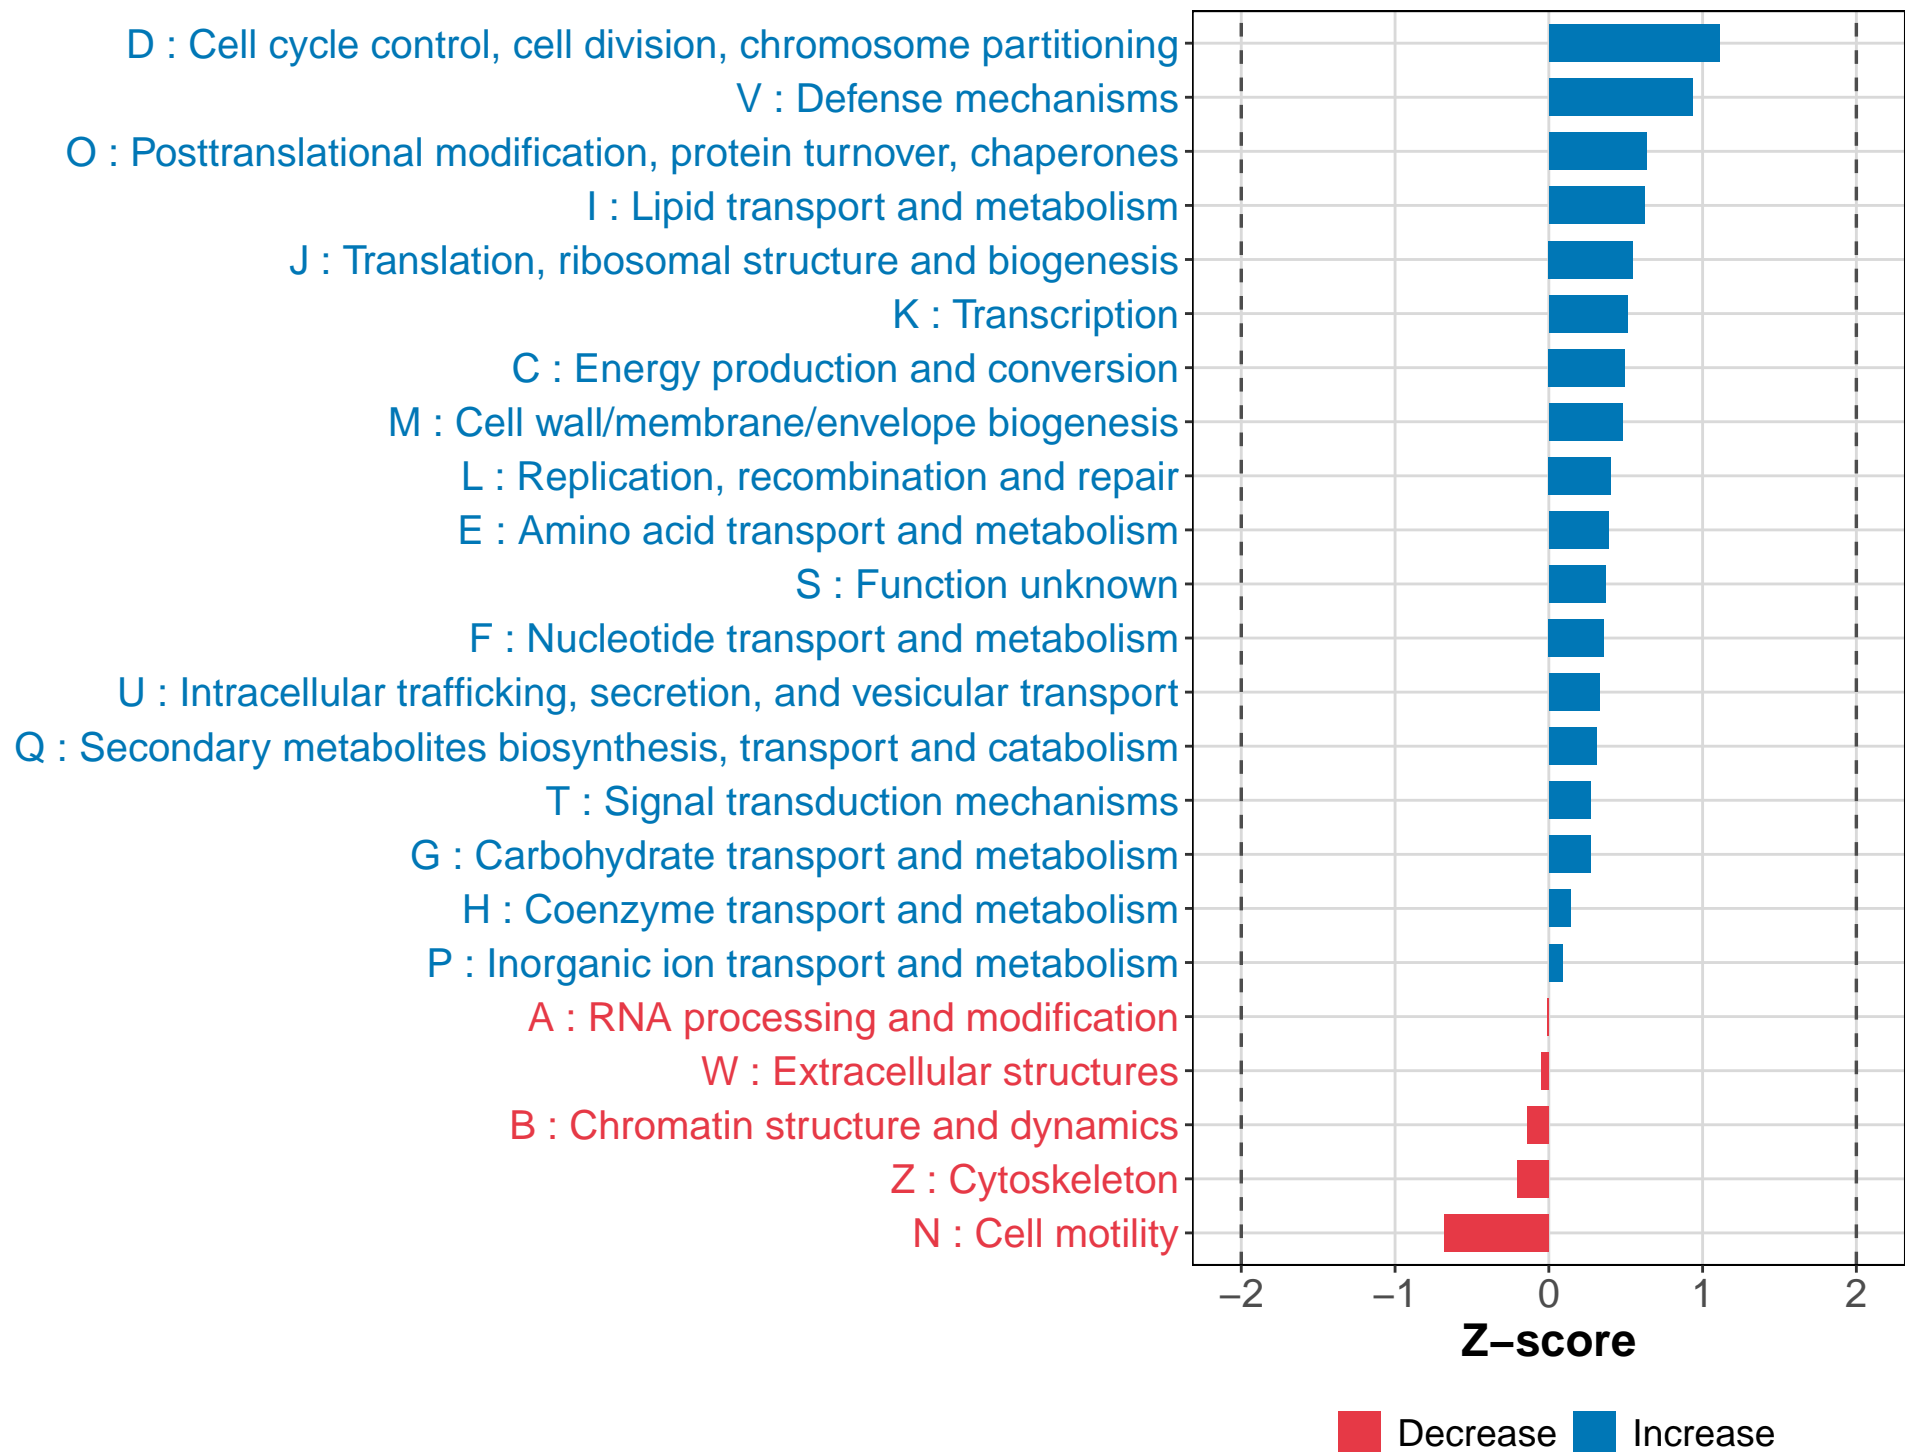 D : Cell cycle control, cell division, chromosome partitioning
V : Defense mechanisms
O : Posttranslational modification, protein turnover, chaperones
I : Lipid transport and metabolism
J : Translation, ribosomal structure and biogenesis
K : Transcription
C : Energy production and conversion
M : Cell wall/membrane/envelope biogenesis
L : Replication, recombination and repair
E : Amino acid transport and metabolism
S : Function unknown
F : Nucleotide transport and metabolism
U : Intracellular trafficking, secretion, and vesicular transport
Q : Secondary metabolites biosynthesis, transport and catabolism
T : Signal transduction mechanisms
G : Carbohydrate transport and metabolism
H : Coenzyme transport and metabolism
P : Inorganic ion transport and metabolism
A : RNA processing and modification
W : Extracellular structures
B : Chromatin structure and dynamics
Z : Cytoskeleton
N : Cell motility
−2 −1 0 1 2
Z−score
Decrease Increase